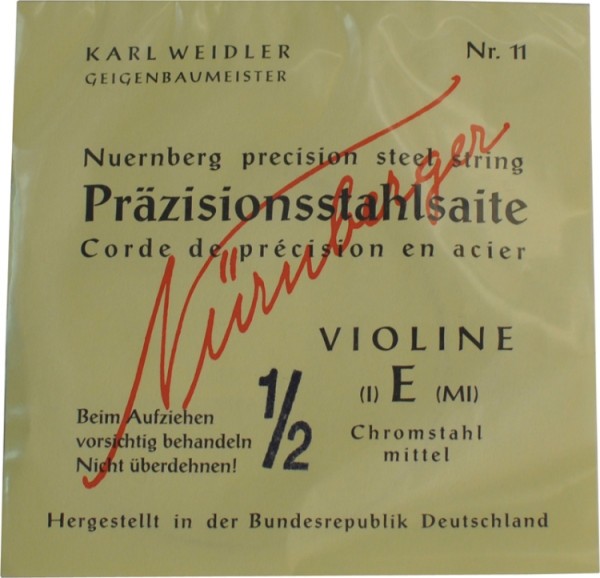 KARL WEIDLER
GEIGENBAUMEISTER
Nr. 11
Nuernberg precision steel string
Präzisionsstahlsaite
Corde de précision en acier
Nürnberger
VIOLINE
(I) E (MI)
Chromstahl
mittel
1/2
Beim Aufziehen
vorsichtig behandeln
Nicht überdehnen!
Hergestellt in der Bundesrepublik Deutschland